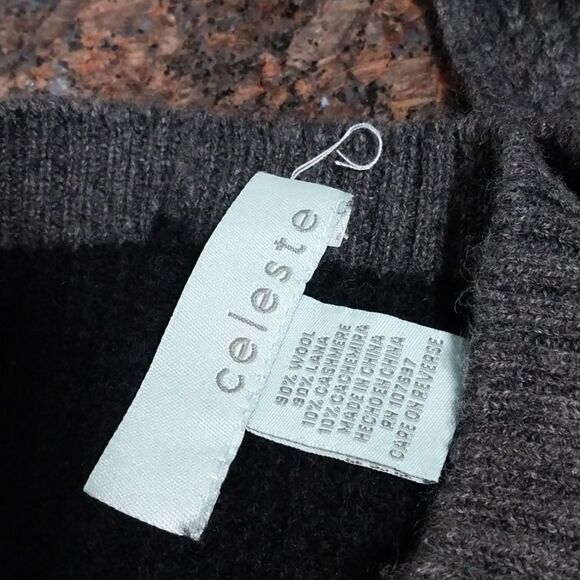 celeste
90% WOOL
90% LANA
10% CASHMERE
10% CACHEMIRA
MADE IN CHINA
HECHO EN CHINA
RN 107697
CARE ON REVERSE